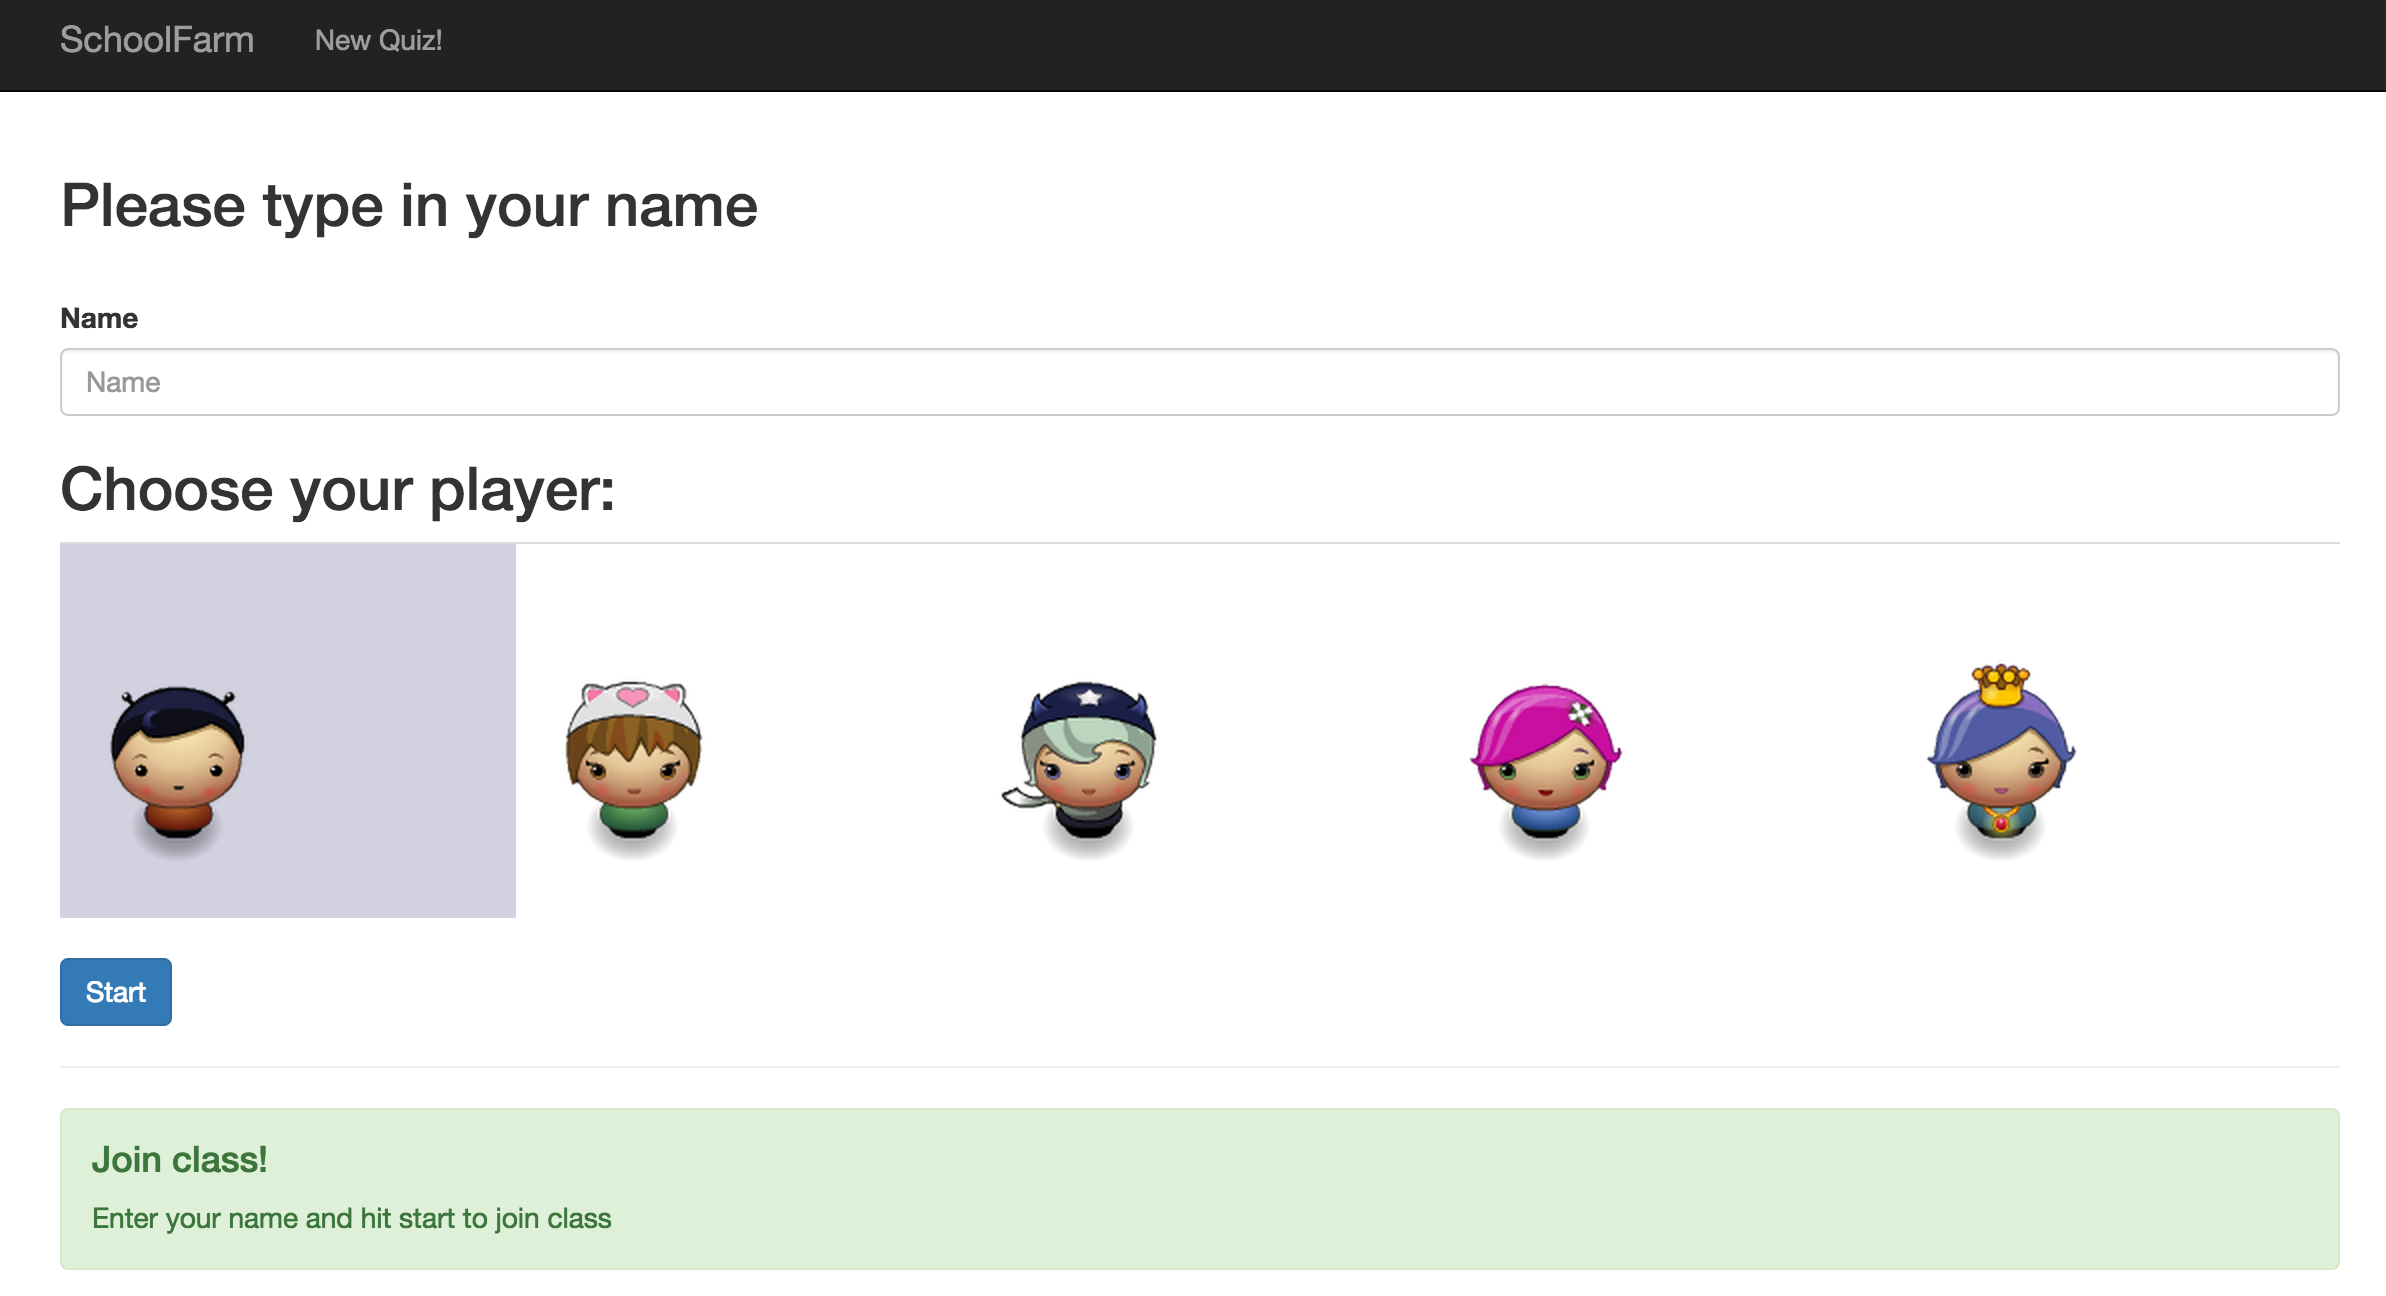 SchoolFarm New Quiz!
Please type in your name
Name
Name
Choose your player:
Start
Join class!
Enter your name and hit start to join class